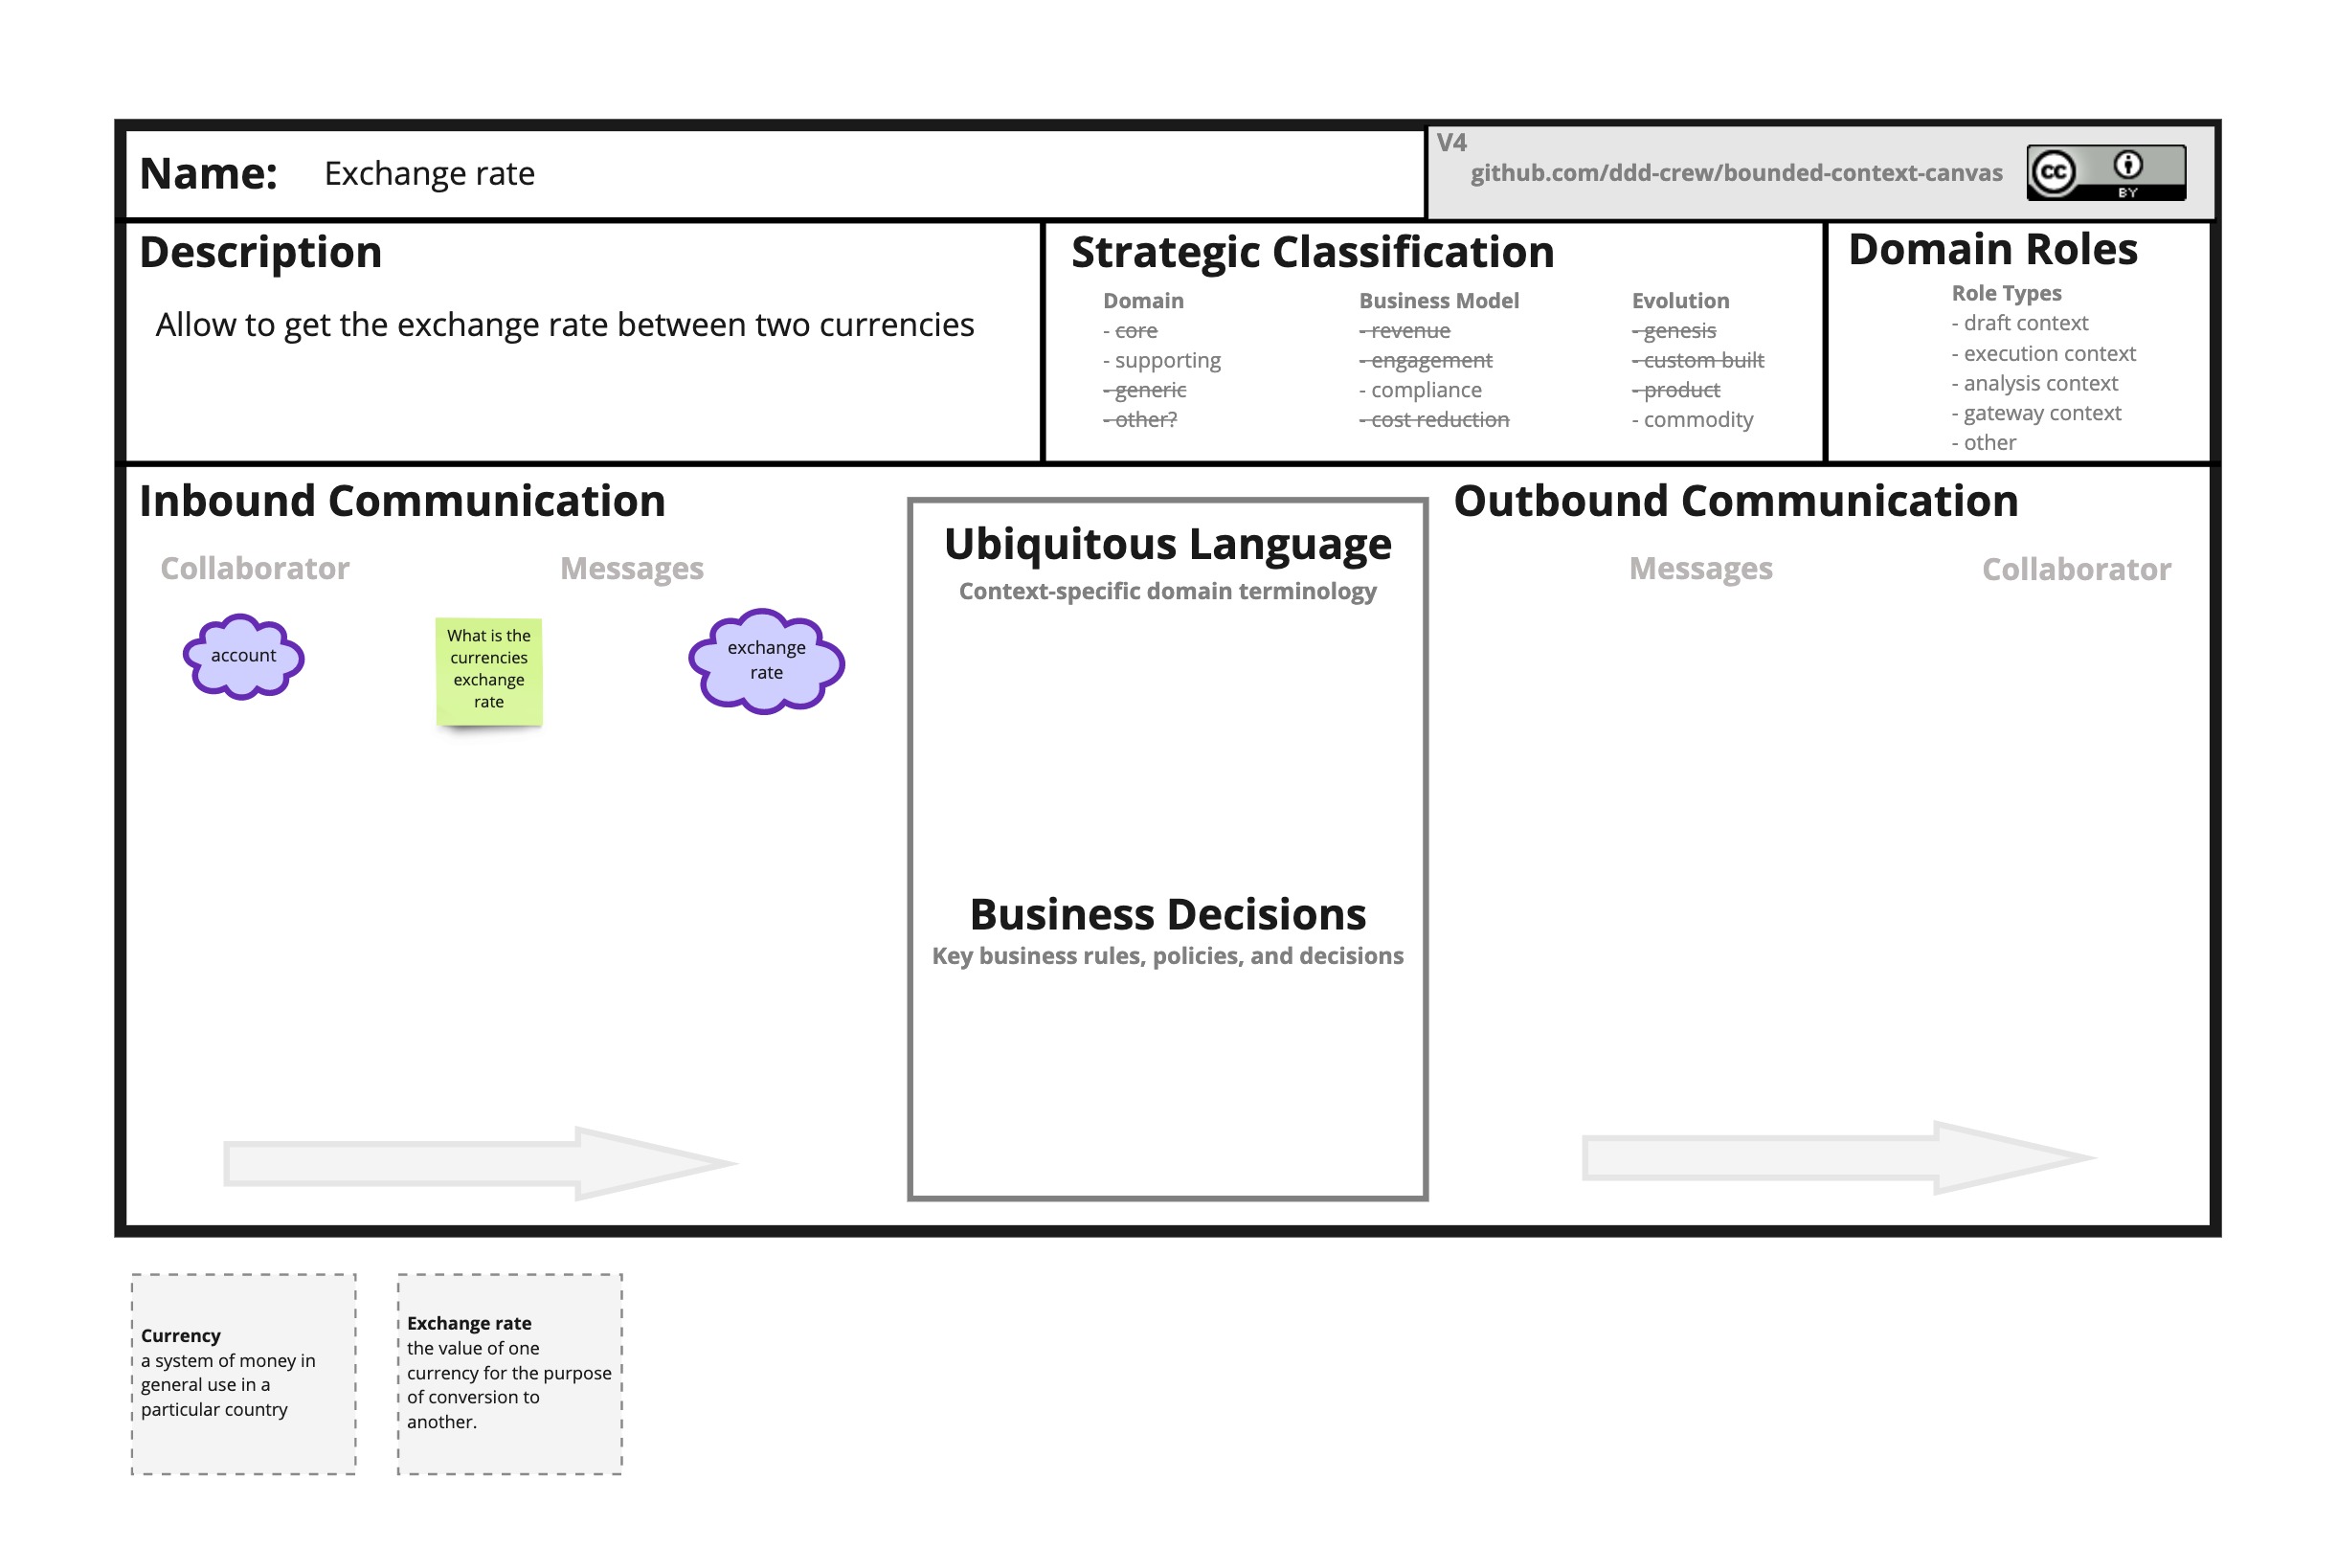 Name: Exchange rate
V4
github.com/ddd-crew/bounded-context-canvas
cc
BY
Description
Allow to get the exchange rate between two currencies
Strategic Classification
Domain
- core
- supporting
- generic
- other?
Business Model
- revenue
- engagement
- compliance
- cost reduction
Evolution
- genesis
- custom built
- product
- commodity
Domain Roles
Role Types
- draft context
- execution context
- analysis context
- gateway context
- other
Inbound Communication
Collaborator
Messages
account
What is the
currencies
exchange
rate
exchange
rate
Ubiquitous Language
Context-specific domain terminology
Business Decisions
Key business rules, policies, and decisions
Outbound Communication
Messages
Collaborator
Currency
a system of money in
general use in a
particular country
Exchange rate
the value of one
currency for the purpose
of conversion to
another.